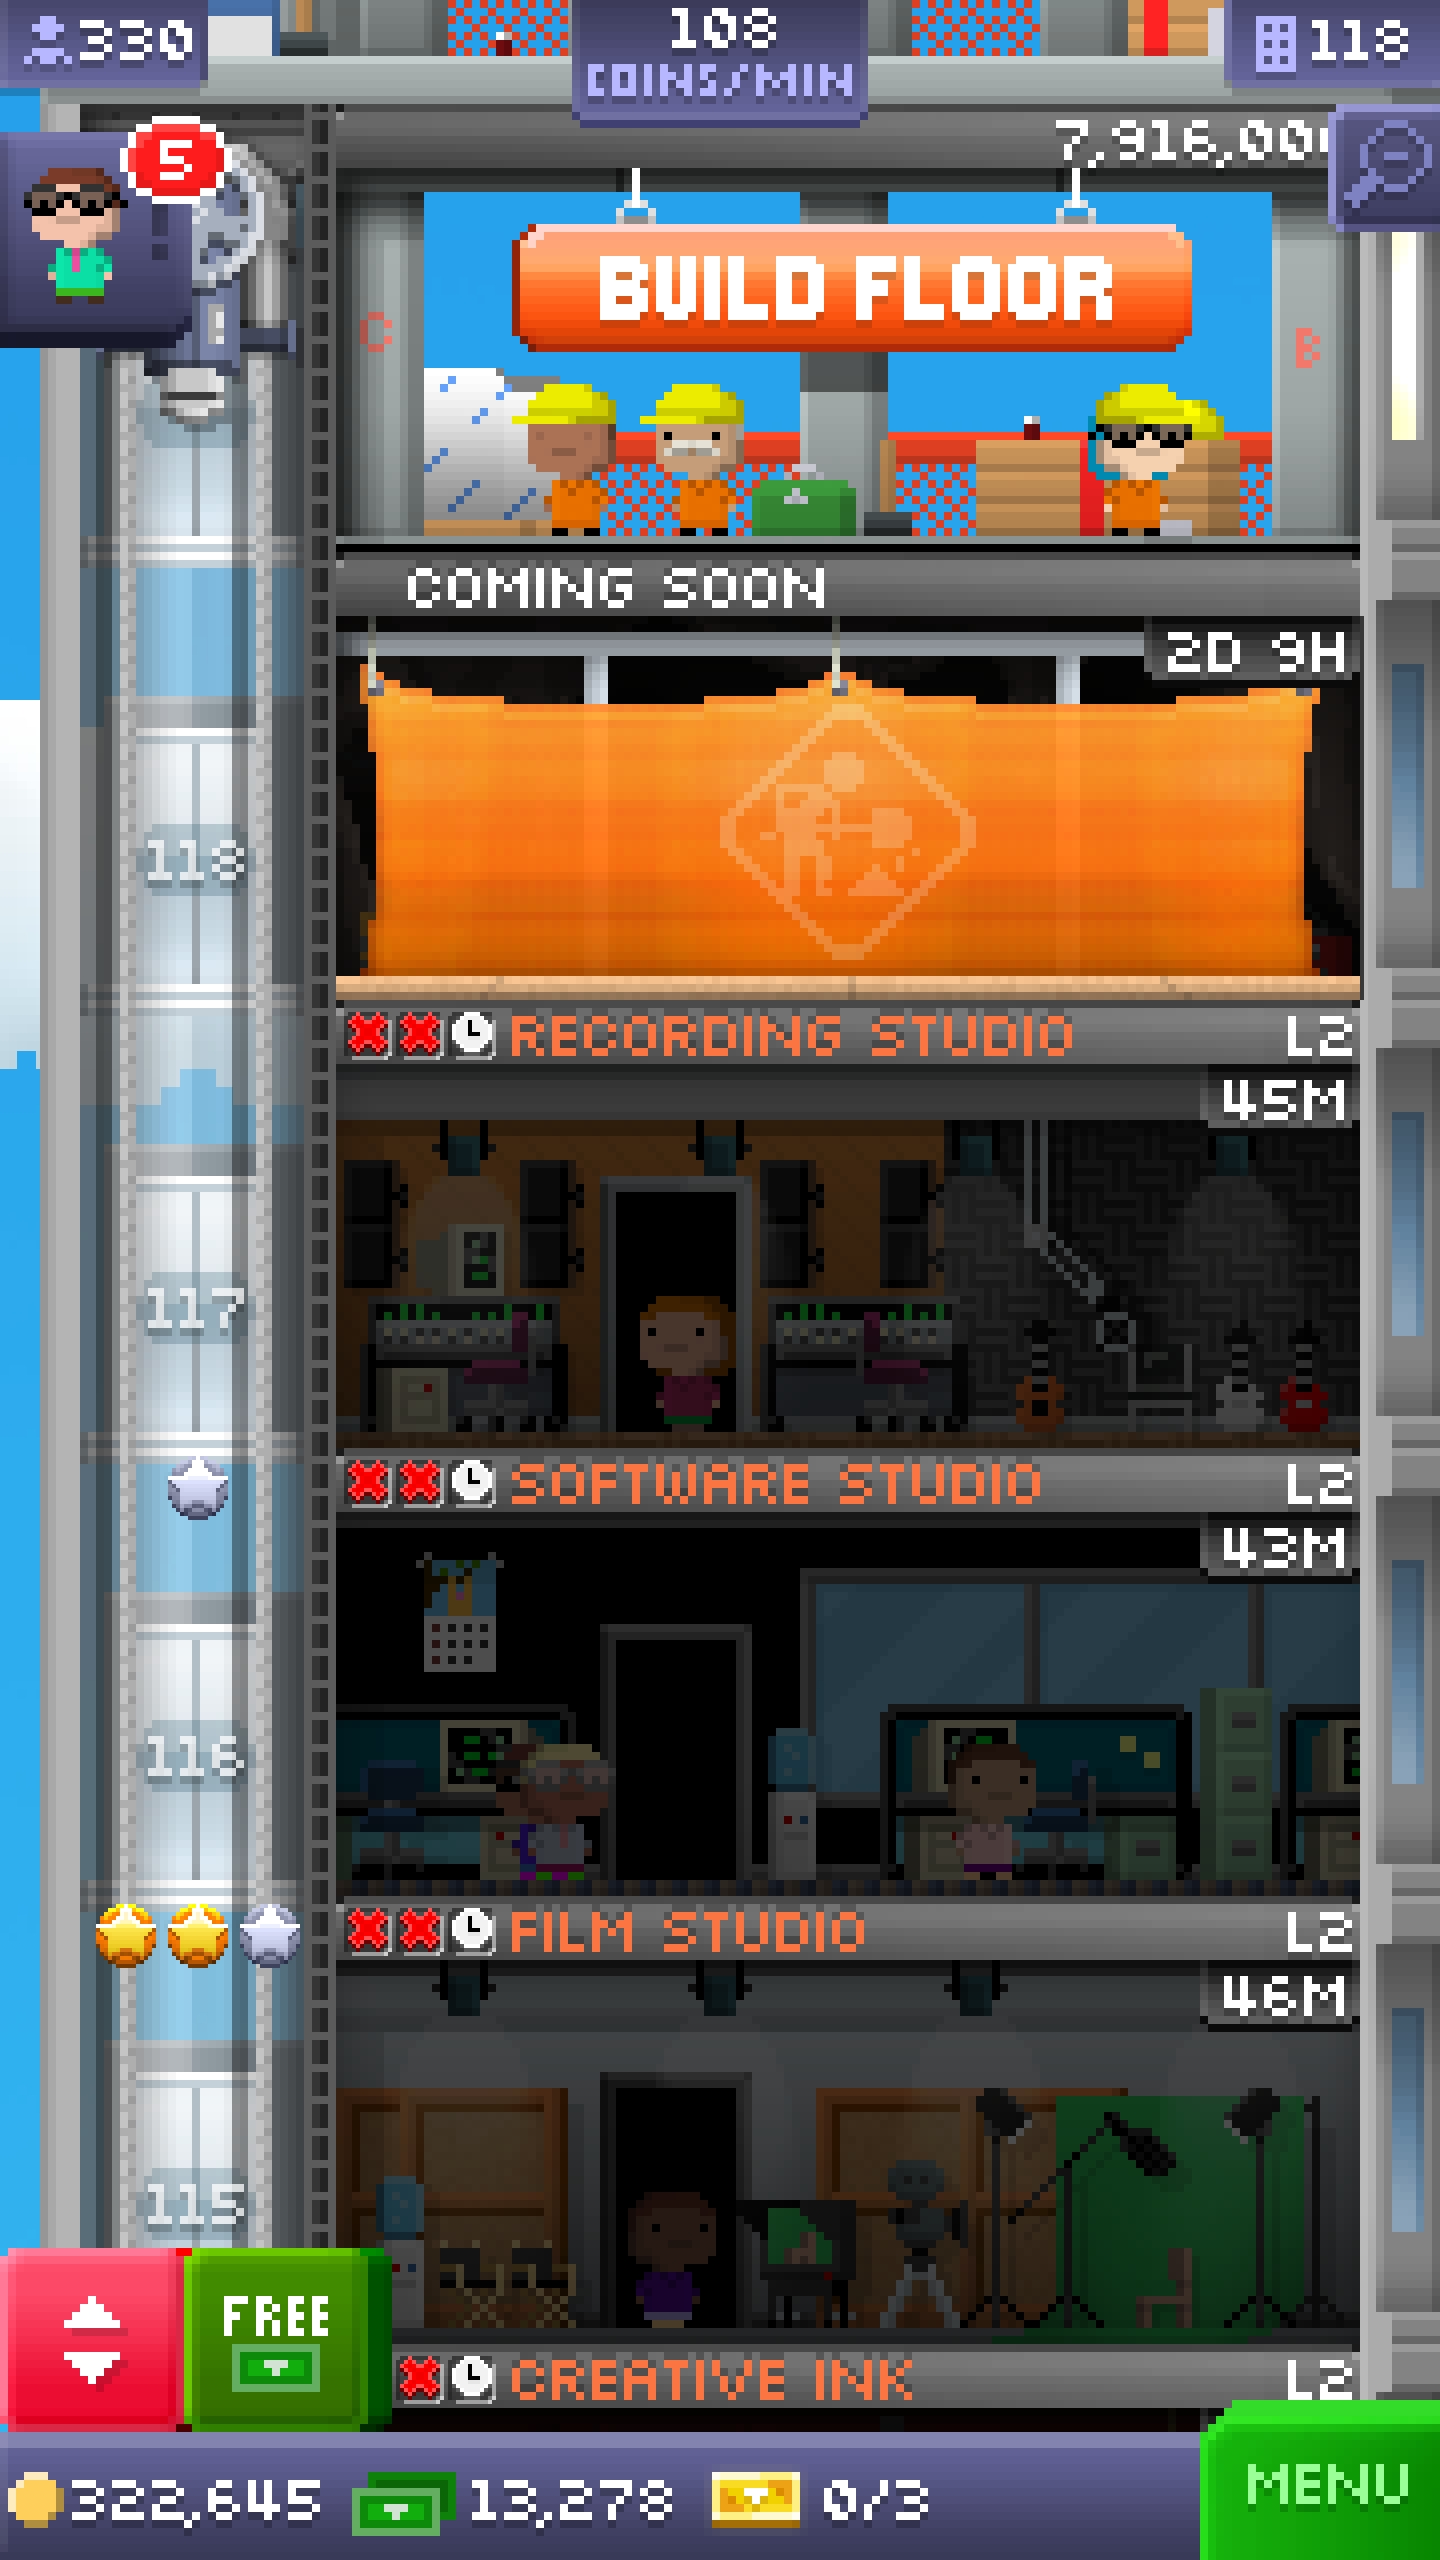 330
108
COINS/MIN
118
5
7,916,00
BUILD FLOOR
C
B
COMING SOON
2D 9H
118
RECORDING STUDIO L2
45M
117
SOFTWARE STUDIO L2
43M
116
FILM STUDIO L2
46M
115
FREE
CREATIVE INK L2
322,645
13,278
0/3
MENU